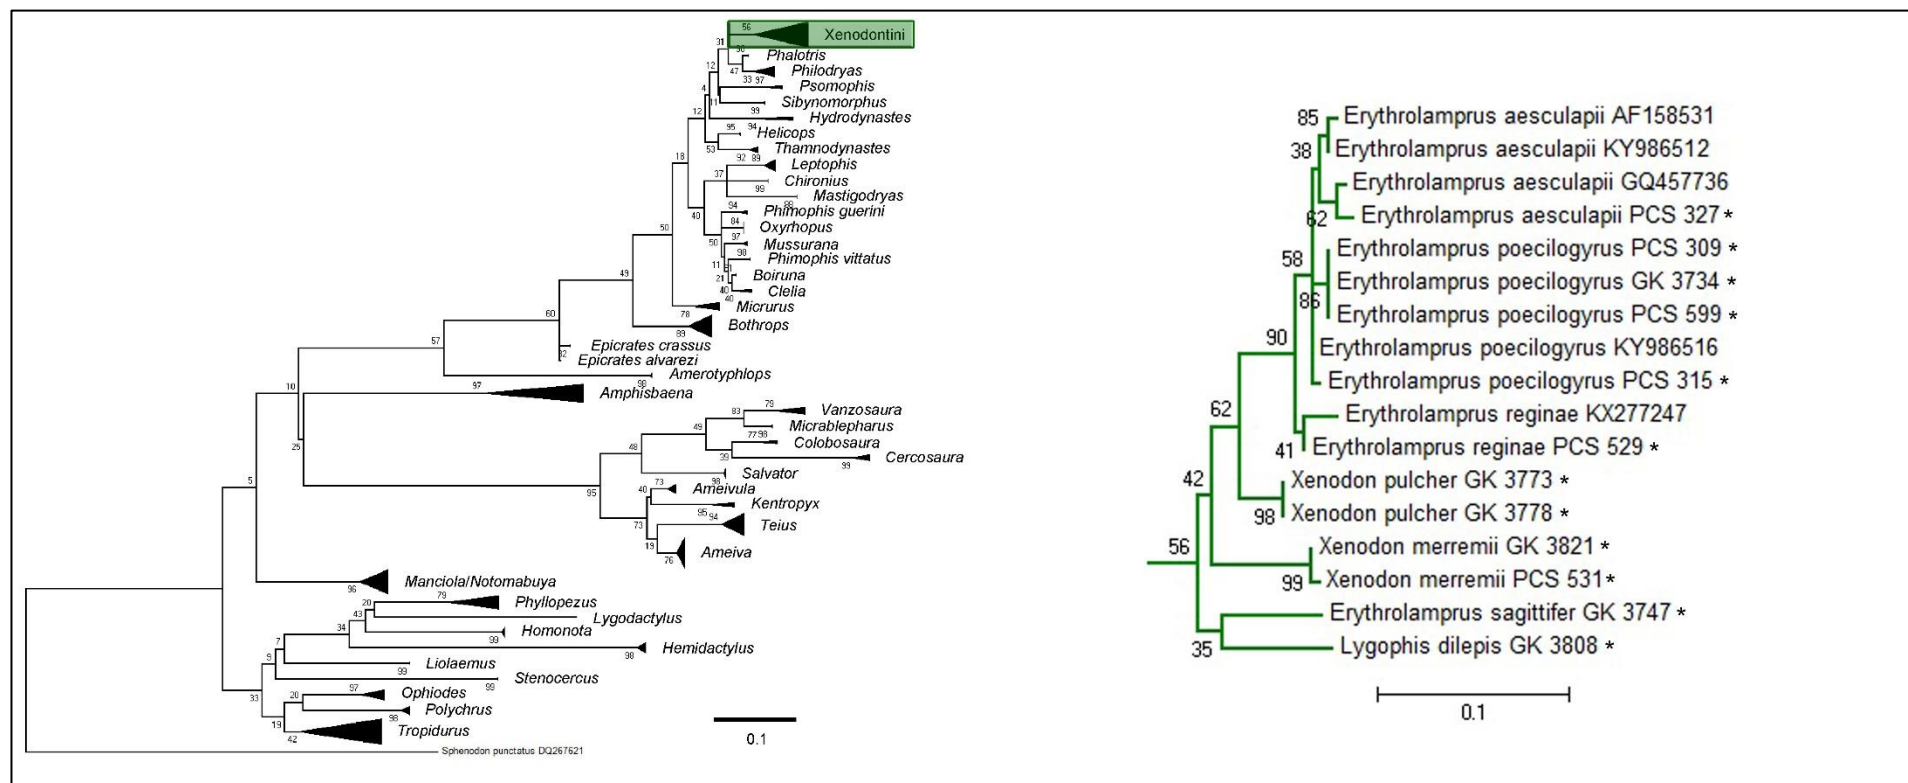 56
Xenodontini
31
Phalotris
47
Philodryas
33 97
Psomophis
12
4
11
Sibynomorphus
99
Hydrodynastes
12
95 94
Helicops
53
Thamnodynastes
92 89
Leptophis
18
37
Chironius
99
Mastigodryas
94
Phimophis guerini
40
84
Oxyrhopus
50
97
Mussurana
50
98
Phimophis vittatus
11
Boiruna
21
Clelia
40
40
49
Micrurus
78
Bothrops
89
60
Epicrates crassus
Epicrates alvarezi
57
Amerotyphlops
98
10
97
Amphisbaena
79
Vanzosaura
83
Micrablepharus
49
77 98
Colobosaura
25
48
39
Cercosaura
99
Salvator
98
95
73
Ameivula
40
Kentropyx
95 94
73
Teius
19
Ameiva
76
5
Manciola/Notomabuya
96
79
Phyllopezus
20
43
Lygodactylus
34
Homonota
99
Hemidactylus
98
7
Liolaemus
9
99
Stenocercus
99
33
97
Ophiodes
20
Polychrus
98
19
Tropidurus
42
Sphenodon punctatus DQ267621
0.1
85
Erythrolamprus aesculapii AF158531
38
Erythrolamprus aesculapii KY986512
Erythrolamprus aesculapii GQ457736
62
Erythrolamprus aesculapii PCS 327 *
Erythrolamprus poecilogyrus PCS 309 *
58
Erythrolamprus poecilogyrus GK 3734 *
86
Erythrolamprus poecilogyrus PCS 599 *
90
Erythrolamprus poecilogyrus KY986516
Erythrolamprus poecilogyrus PCS 315 *
62
Erythrolamprus reginae KX277247
41
Erythrolamprus reginae PCS 529 *
42
Xenodon pulcher GK 3773 *
98
Xenodon pulcher GK 3778 *
56
Xenodon merremii GK 3821 *
99
Xenodon merremii PCS 531 *
Erythrolamprus sagittifer GK 3747 *
35
Lygophis dilepis GK 3808 *
0.1